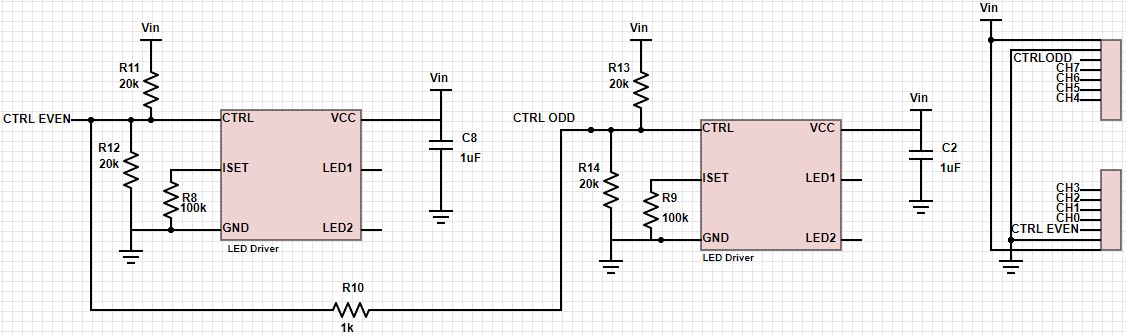 Vin
Vin
Vin
R11
20k
R13
20k
Vin
Vin
CTRLODD
CH7
CH6
CH5
CH4
CTRL EVEN
CTRL
VCC
CTRL ODD
CTRL
VCC
C8
1uF
C2
1uF
R12
20k
ISET
LED1
R14
20k
ISET
LED1
R8
100k
R9
100k
CH3
CH2
CH1
CH0
CTRL EVEN
GND
LED2
GND
LED2
LED Driver
LED Driver
R10
1k